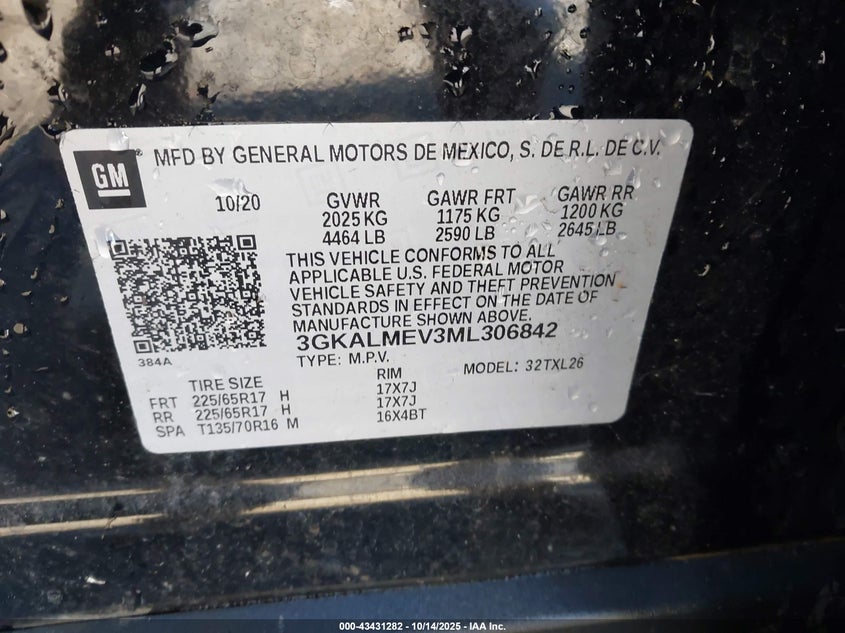 GM
MFD BY GENERAL MOTORS DE MEXICO, S. DE R.L. DE C.V.
10/20 GVWR GAWR FRT GAWR RR
2025 KG 1175 KG 1200 KG
4464 LB 2590 LB 2645 LB
THIS VEHICLE CONFORMS TO ALL
APPLICABLE U.S. FEDERAL MOTOR
VEHICLE SAFETY AND THEFT PREVENTION
STANDARDS IN EFFECT ON THE DATE OF
MANUFACTURE SHOWN ABOVE.
3GKALMEV3ML306842
384A
TYPE: M.P.V. MODEL: 32TXL26
TIRE SIZE RIM
FRT 225/65R17 H 17X7J
RR 225/65R17 H 17X7J
SPA T135/70R16 M 16X4BT
000-43431282 - 10/14/2025 - IAA Inc.